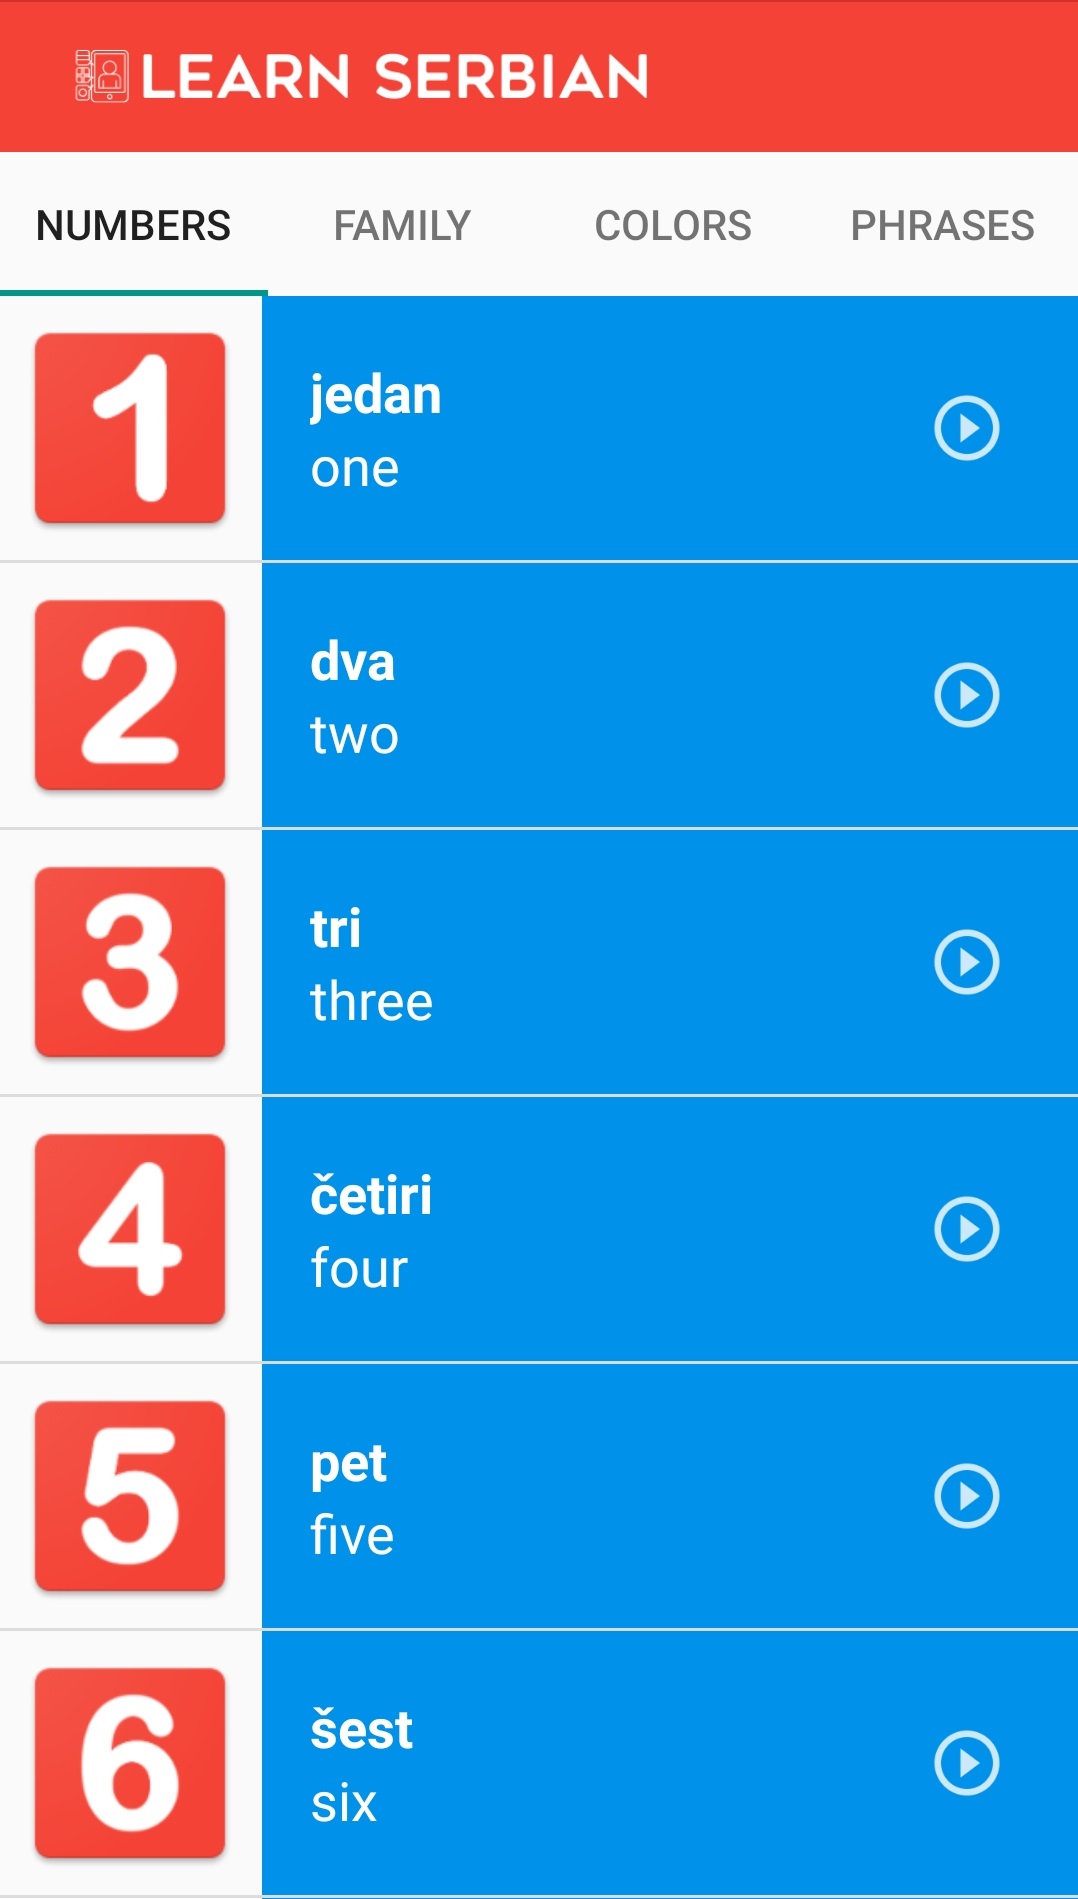 LEARN SERBIAN
NUMBERS FAMILY COLORS PHRASES
1
jedan
one
2
dva
two
3
tri
three
4
četiri
four
5
pet
five
6
šest
six